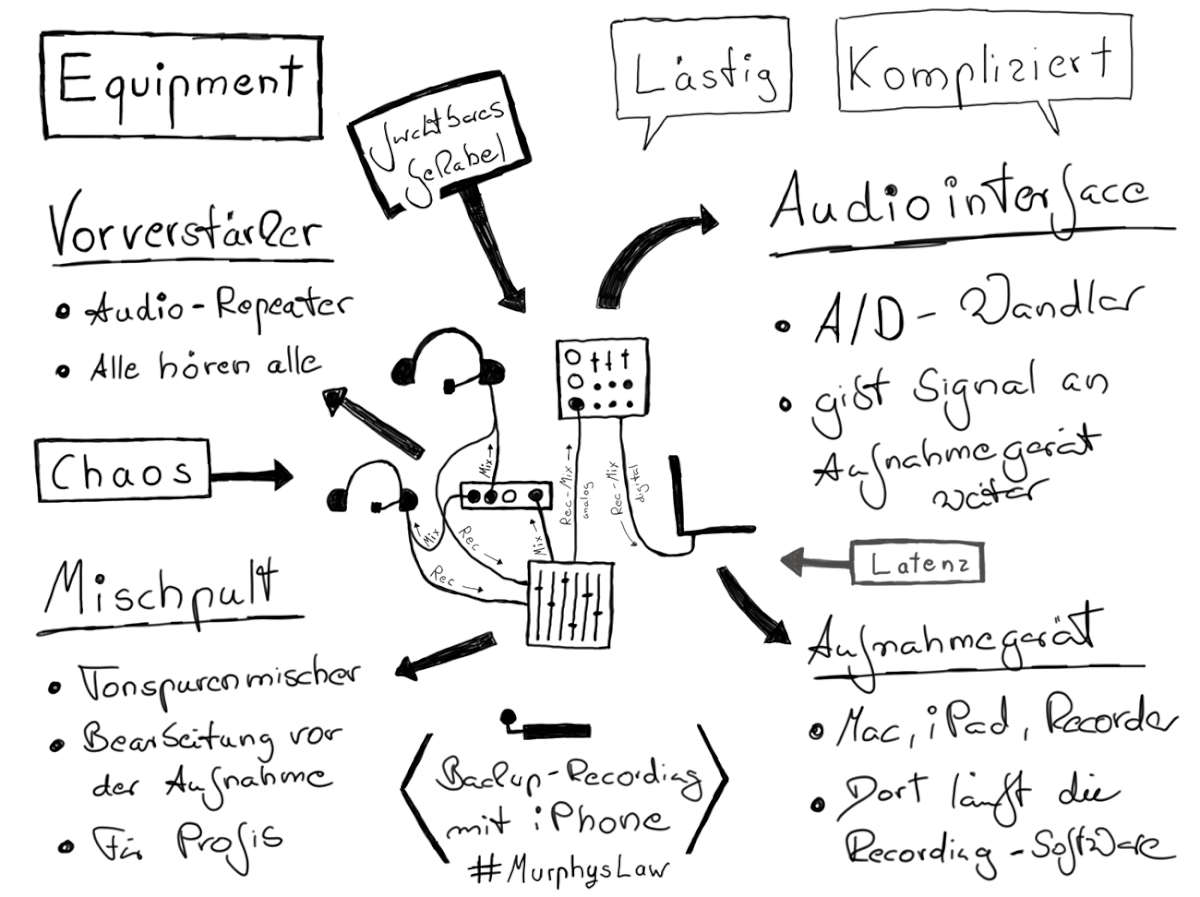 Equipment
furchtbares
Gekabel
Lästig
Kompliziert
Vorverstärker
• Audio-Repeater
• Alle hören alle
Audiointerface
• A/D-Wandler
• gibt Signal an
Aufnahmegerät
weiter
Chaos
Mix
Mix
Mix
Rec
Rec
Rec-Mix
analog
Rec-Mix
digital
Latenz
Mischpult
• Tonspurenmischer
• Bearbeitung vor
der Aufnahme
• Für Profis
Aufnahmegerät
• Mac, iPad, Recorder
• Dort läuft die
Recording-Software
Backup-Recording
mit iPhone
#MurphysLaw